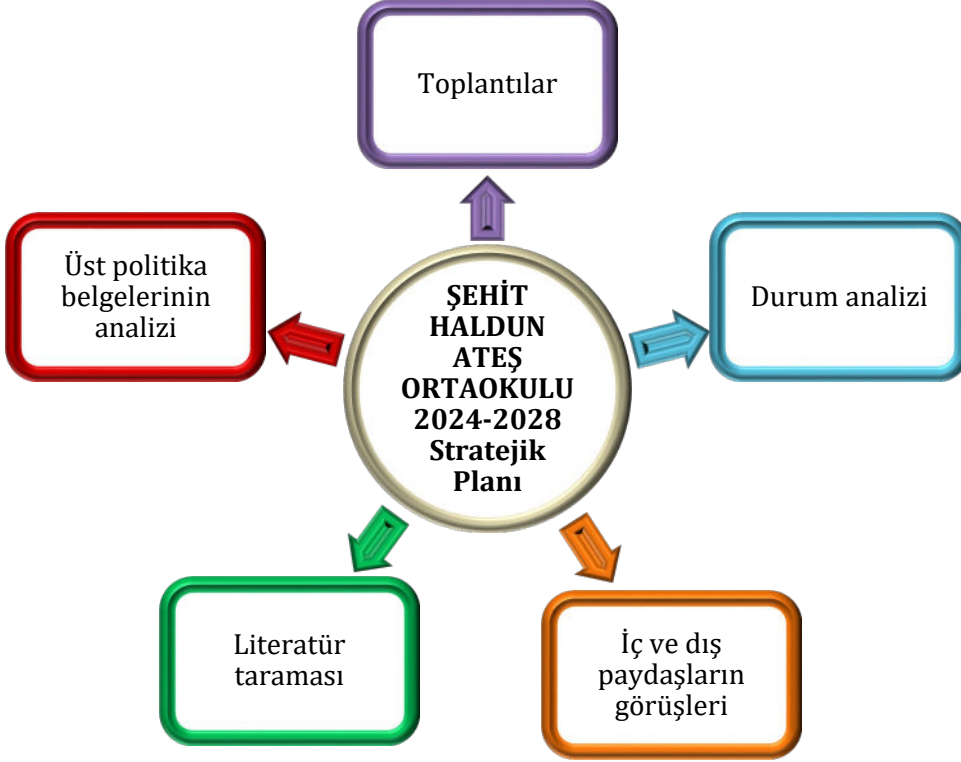 Toplantılar
Üst politika
belgelerinin
analizi
ŞEHİT
HALDUN
ATEŞ
ORTAOKULU
2024-2028
Stratejik
Planı
Durum analizi
Literatür
taraması
İç ve dış
paydaşların
görüşleri